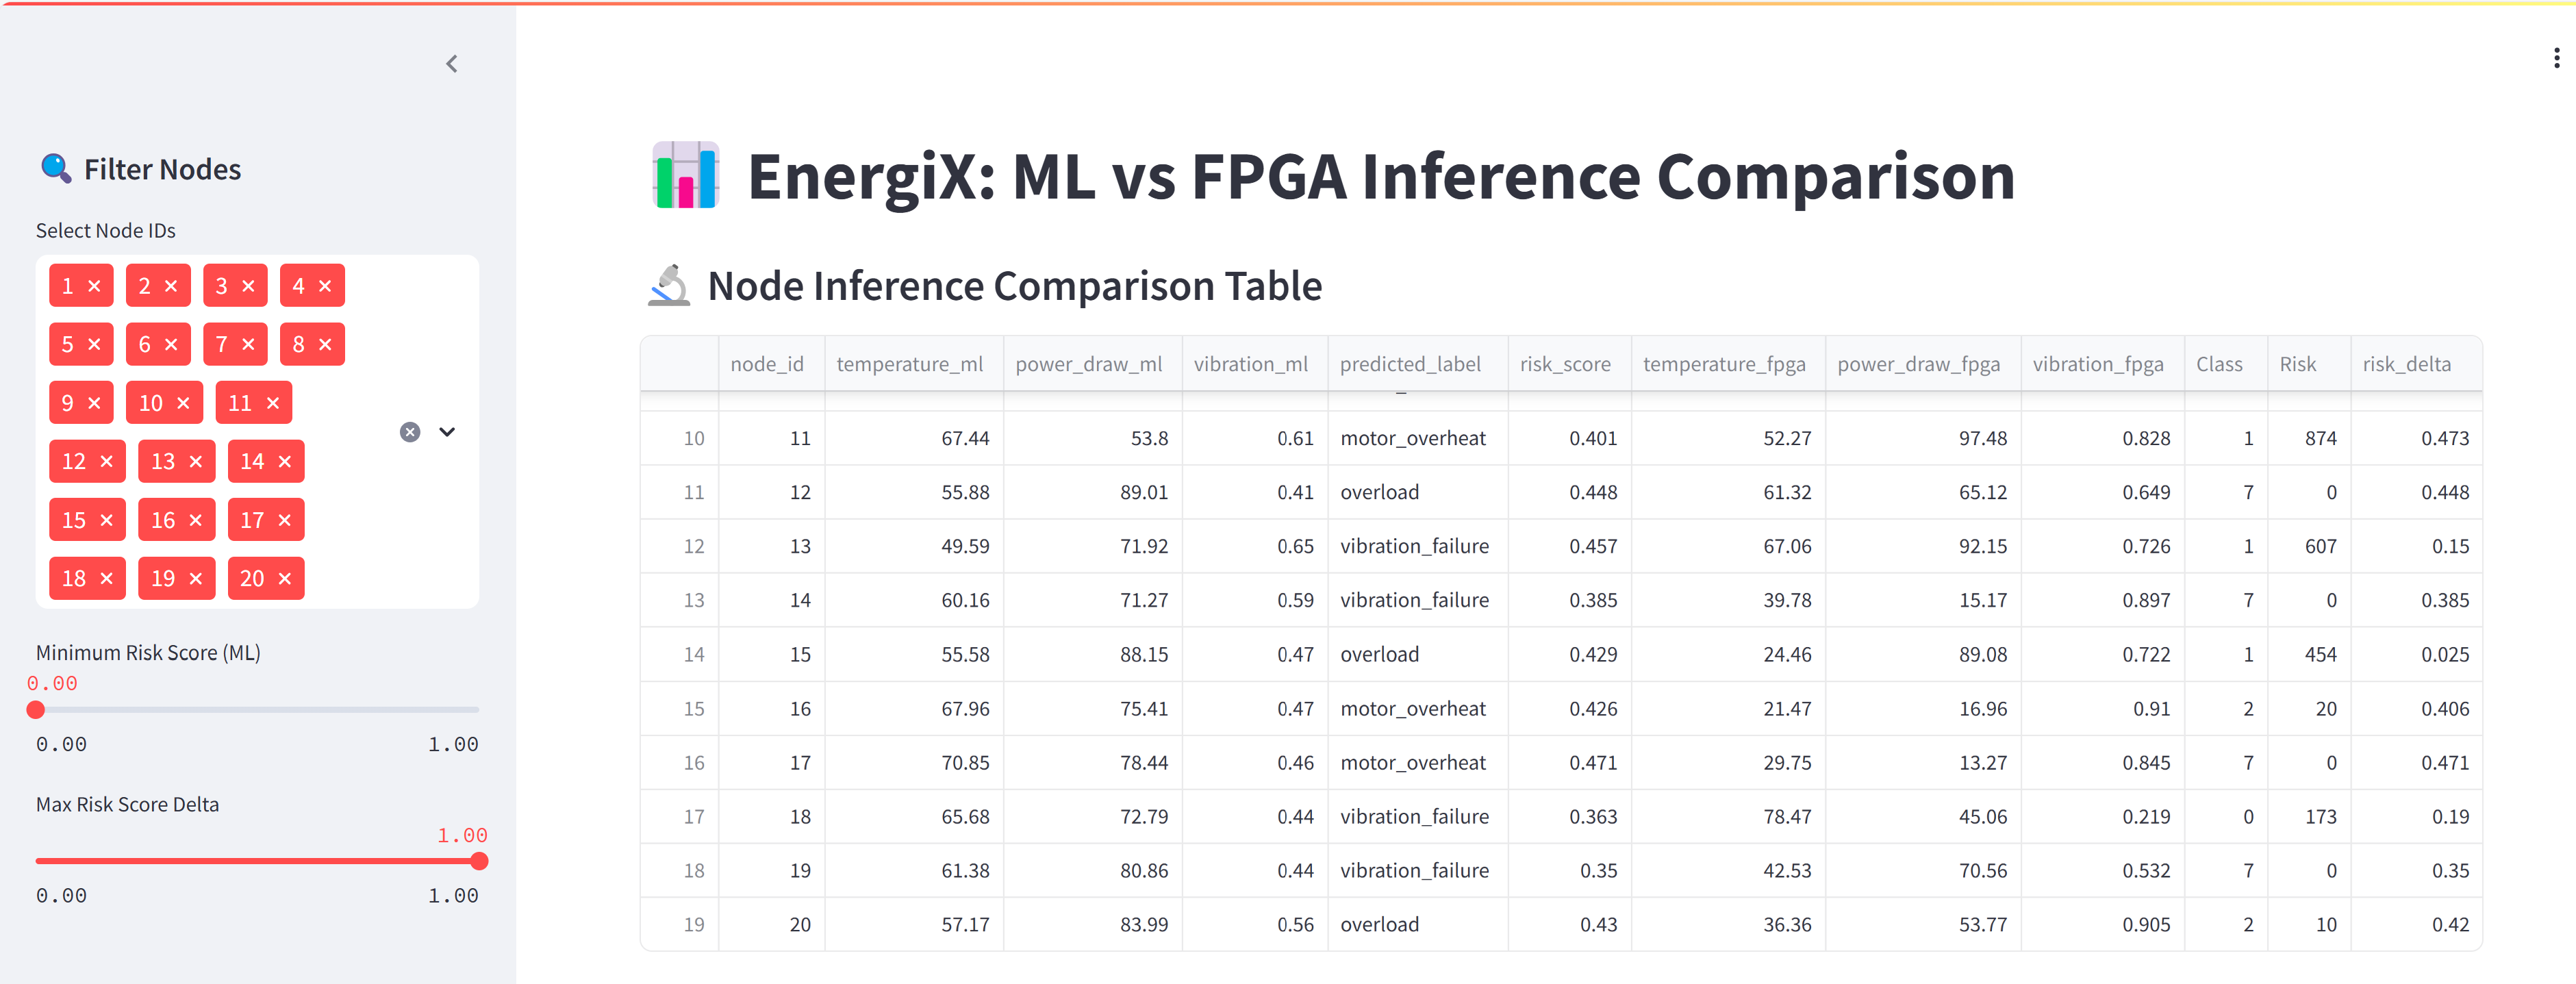 Filter Nodes
Select Node IDs
1 × 2 × 3 × 4 ×
5 × 6 × 7 × 8 ×
9 × 10 × 11 ×
12 × 13 × 14 ×
15 × 16 × 17 ×
18 × 19 × 20 ×
Minimum Risk Score (ML)
0.00
0.00 1.00
Max Risk Score Delta
1.00
0.00 1.00
EnergiX: ML vs FPGA Inference Comparison
Node Inference Comparison Table
node_id temperature_ml power_draw_ml vibration_ml predicted_label risk_score temperature_fpga power_draw_fpga vibration_fpga Class Risk risk_delta
10 11 67.44 53.8 0.61 motor_overheat 0.401 52.27 97.48 0.828 1 874 0.473
11 12 55.88 89.01 0.41 overload 0.448 61.32 65.12 0.649 7 0 0.448
12 13 49.59 71.92 0.65 vibration_failure 0.457 67.06 92.15 0.726 1 607 0.15
13 14 60.16 71.27 0.59 vibration_failure 0.385 39.78 15.17 0.897 7 0 0.385
14 15 55.58 88.15 0.47 overload 0.429 24.46 89.08 0.722 1 454 0.025
15 16 67.96 75.41 0.47 motor_overheat 0.426 21.47 16.96 0.91 2 20 0.406
16 17 70.85 78.44 0.46 motor_overheat 0.471 29.75 13.27 0.845 7 0 0.471
17 18 65.68 72.79 0.44 vibration_failure 0.363 78.47 45.06 0.219 0 173 0.19
18 19 61.38 80.86 0.44 vibration_failure 0.35 42.53 70.56 0.532 7 0 0.35
19 20 57.17 83.99 0.56 overload 0.43 36.36 53.77 0.905 2 10 0.42